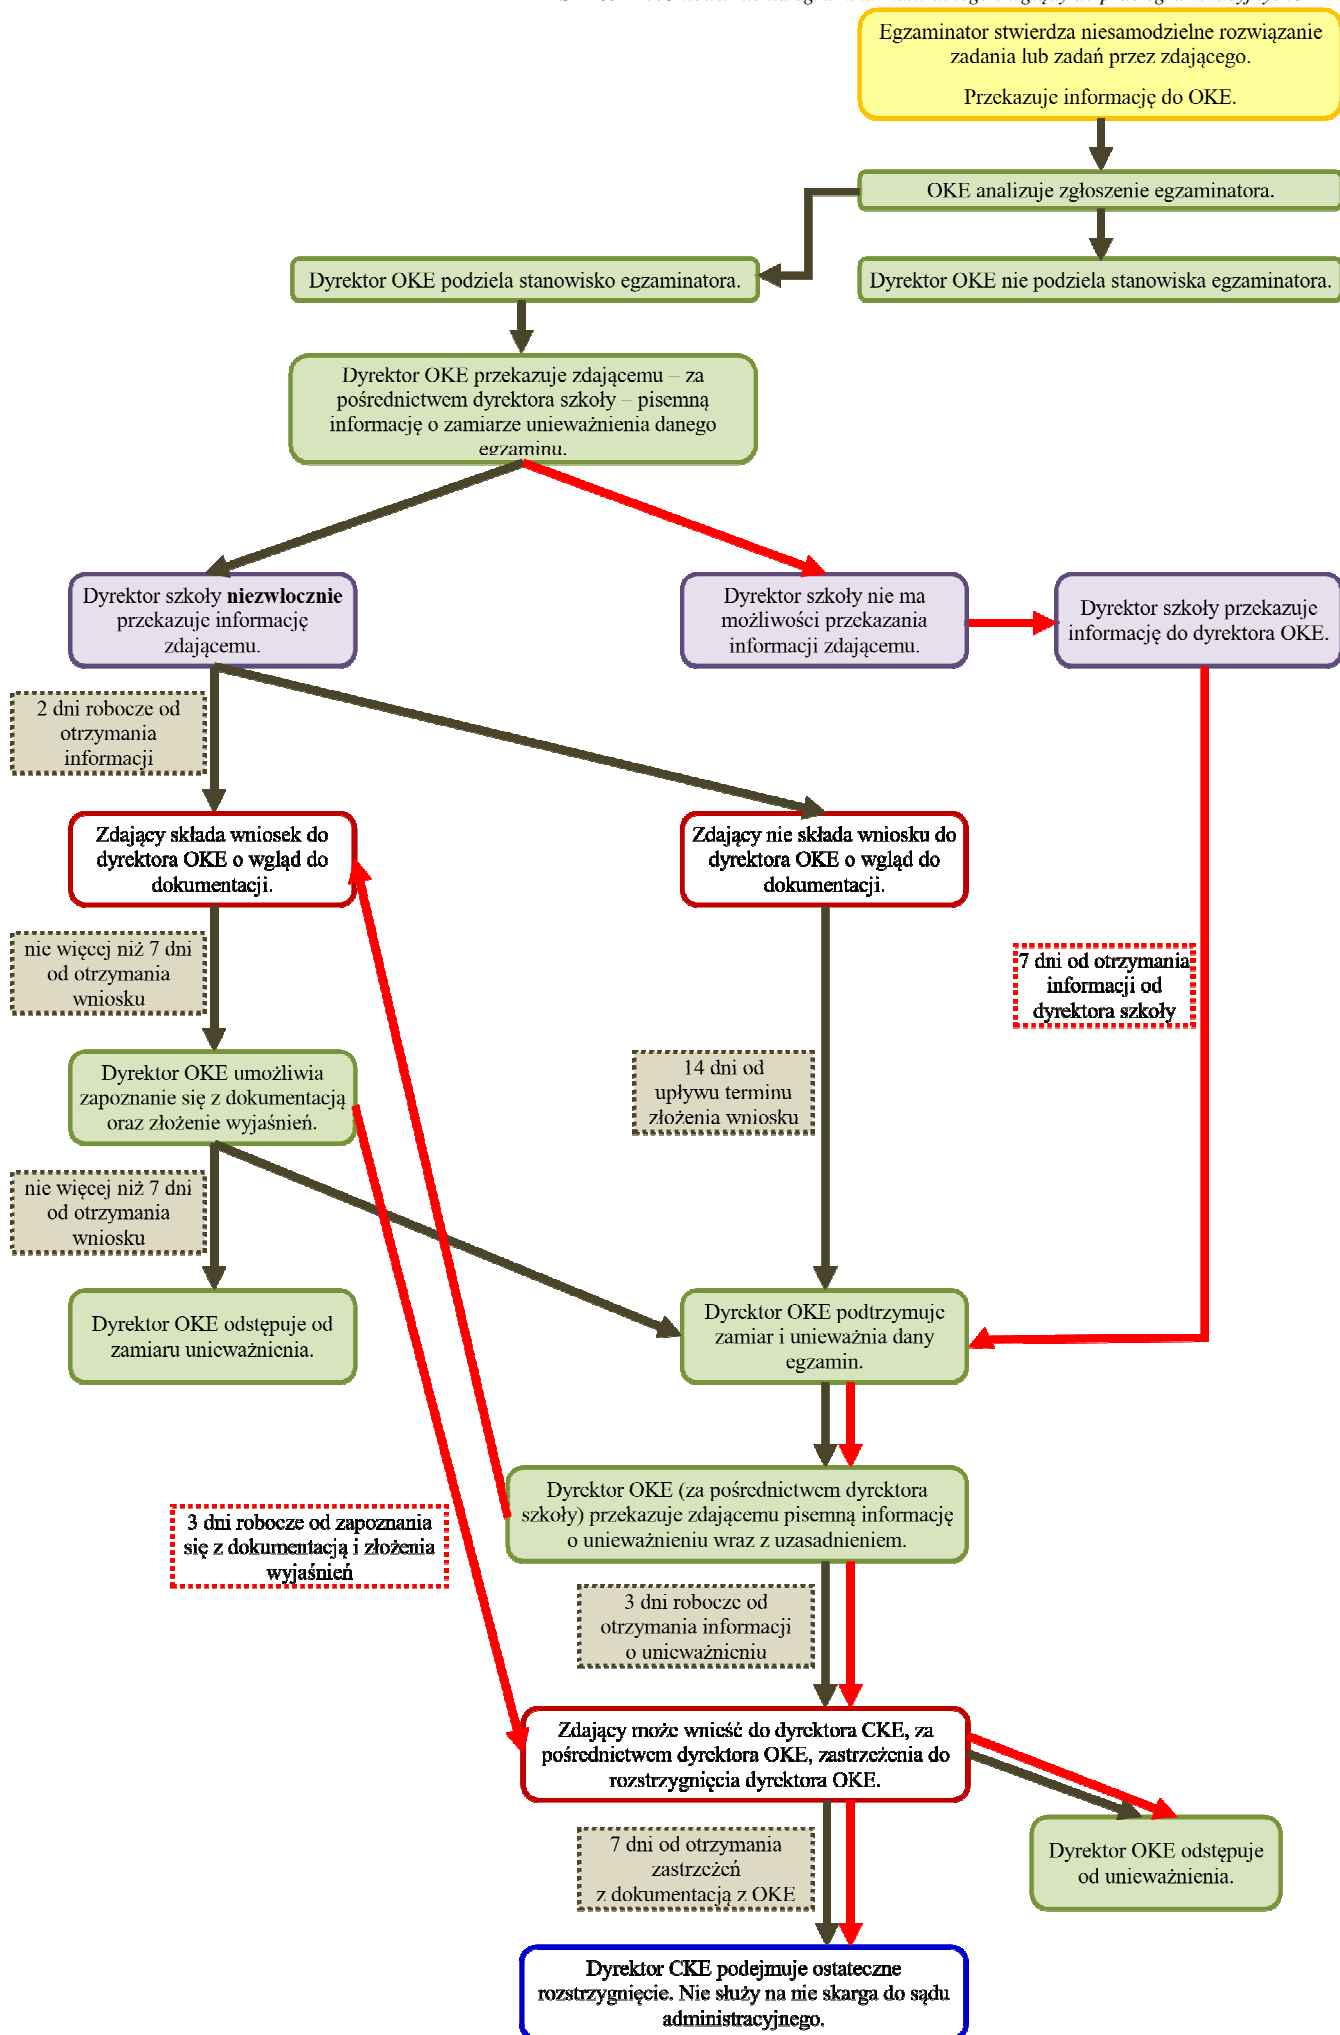 Egzaminator stwierdza niesamodzielne rozwiązanie
zadania lub zadań przez zdającego.
Przekazuje informację do OKE.
OKE analizuje zgłoszenie egzaminatora.
Dyrektor OKE podziela stanowisko egzaminatora.
Dyrektor OKE nie podziela stanowiska egzaminatora.
Dyrektor OKE przekazuje zdającemu – za
pośrednictwem dyrektora szkoły – pisemną
informację o zamiarze unieważnienia danego
egzaminu.
Dyrektor szkoły niezwłocznie
przekazuje informację
zdającemu.
Dyrektor szkoły nie ma
możliwości przekazania
informacji zdającemu.
Dyrektor szkoły przekazuje
informację do dyrektora OKE.
2 dni robocze od
otrzymania
informacji
Zdający składa wniosek do
dyrektora OKE o wgląd do
dokumentacji.
Zdający nie składa wniosku do
dyrektora OKE o wgląd do
dokumentacji.
nie więcej niż 7 dni
od otrzymania
wniosku
7 dni od otrzymania
informacji od
dyrektora szkoły
Dyrektor OKE umożliwia
zapoznanie się z dokumentacją
oraz złożenie wyjaśnień.
14 dni od
upływu terminu
złożenia wniosku
nie więcej niż 7 dni
od otrzymania
wniosku
Dyrektor OKE odstępuje od
zamiaru unieważnienia.
Dyrektor OKE podtrzymuje
zamiar i unieważnia dany
egzamin.
Dyrektor OKE (za pośrednictwem dyrektora
szkoły) przekazuje zdającemu pisemną informację
o unieważnieniu wraz z uzasadnieniem.
3 dni robocze od zapoznania
się z dokumentacją i złożenia
wyjaśnień
3 dni robocze od
otrzymania informacji
o unieważnieniu
Zdający może wnieść do dyrektora CKE, za
pośrednictwem dyrektora OKE, zastrzeżenia do
rozstrzygnięcia dyrektora OKE.
7 dni od otrzymania
zastrzeżeń
z dokumentacją z OKE
Dyrektor OKE odstępuje
od unieważnienia.
Dyrektor CKE podejmuje ostateczne
rozstrzygnięcie. Nie służy na nie skarga do sądu
administracyjnego.